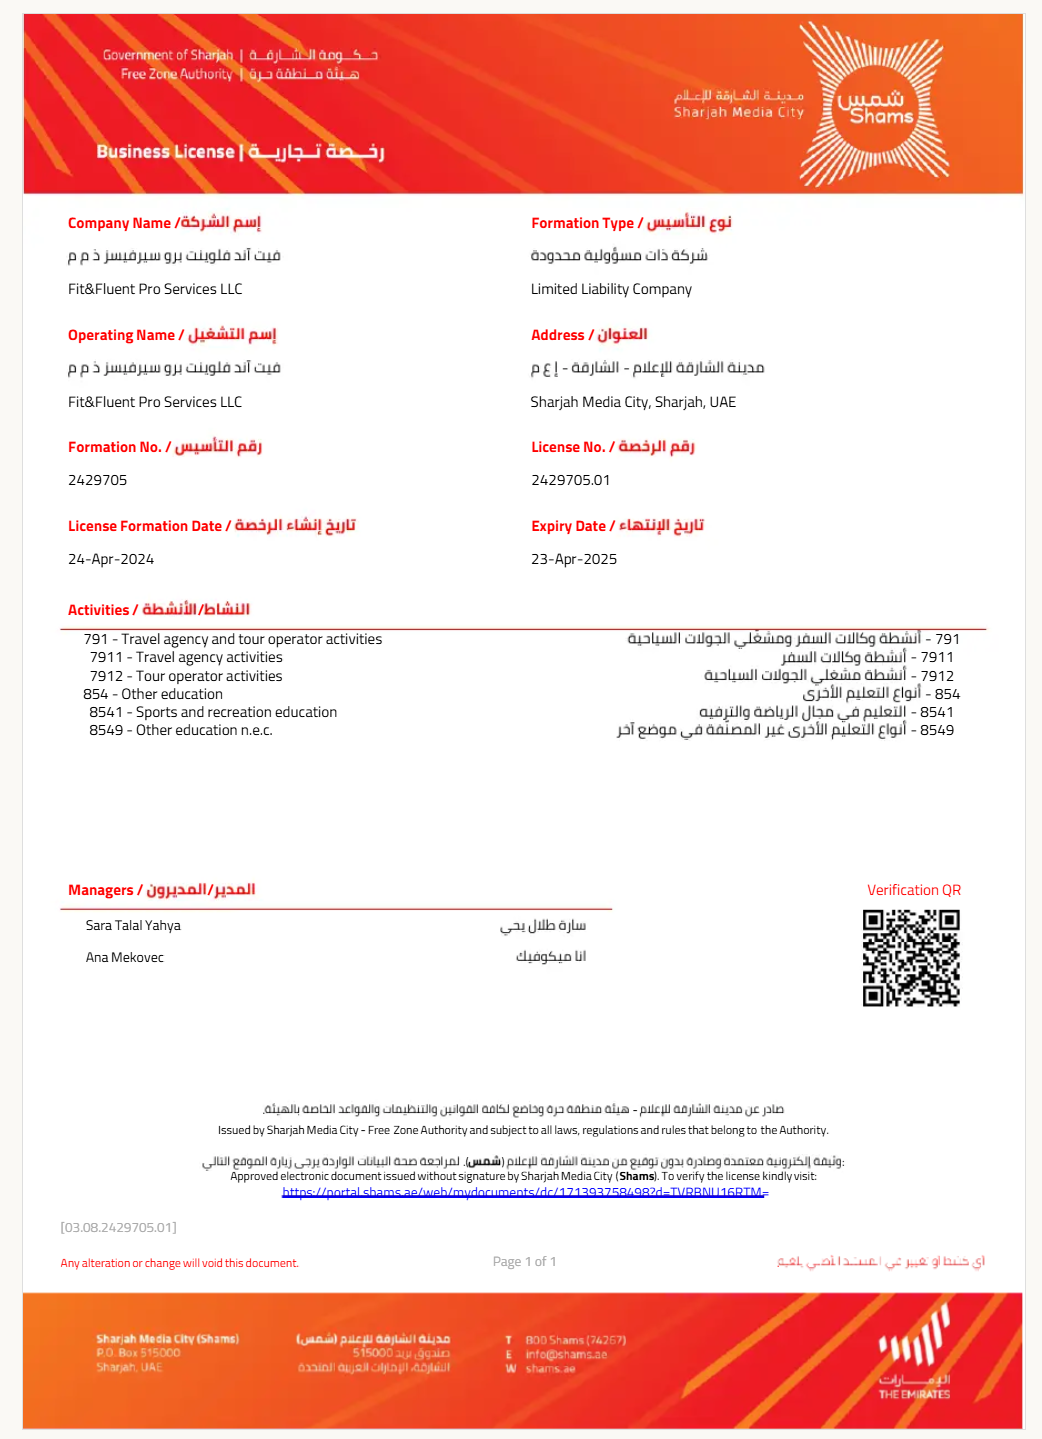 Government of Sharjah | حكومة الشارقة
Free Zone Authority | هيئة منطقة حرة
مدينة الشارقة للإعلام
Sharjah Media City
شمس
Shams
Business License | رخصة تجارية
Company Name / إسم الشركة
فيت آند فلوينت برو سيرفيسز ذ م م
Fit&Fluent Pro Services LLC
Formation Type / نوع التأسيس
شركة ذات مسؤولية محدودة
Limited Liability Company
Operating Name / إسم التشغيل
فيت آند فلوينت برو سيرفيسز ذ م م
Fit&Fluent Pro Services LLC
Address / العنوان
مدينة الشارقة للإعلام - الشارقة - إ ع م
Sharjah Media City, Sharjah, UAE
Formation No. / رقم التأسيس
2429705
License No. / رقم الرخصة
2429705.01
License Formation Date / تاريخ إنشاء الرخصة
24-Apr-2024
Expiry Date / تاريخ الإنتهاء
23-Apr-2025
Activities / النشاط/الأنشطة
791 - Travel agency and tour operator activities
791 - أنشطة وكالات السفر ومشغّلي الجولات السياحية
7911 - Travel agency activities
7911 - أنشطة وكالات السفر
7912 - Tour operator activities
7912 - أنشطة مشغلي الجولات السياحية
854 - Other education
854 - أنواع التعليم الأخرى
8541 - Sports and recreation education
8541 - التعليم في مجال الرياضة والترفيه
8549 - Other education n.e.c.
8549 - أنواع التعليم الأخرى غير المصنّفة في موضع آخر
Managers / المدير/المديرون
Verification QR
Sara Talal Yahya
سارة طلال يحي
Ana Mekovec
انا ميكوفيك
صادر عن مدينة الشارقة للإعلام - هيئة منطقة حرة وخاضع لكافة القوانين والتنظيمات والقواعد الخاصة بالهيئة.
Issued by Sharjah Media City - Free Zone Authority and subject to all laws, regulations and rules that belong to the Authority.
وثيقة إلكترونية معتمدة وصادرة بدون توقيع من مدينة الشارقة للإعلام (شمس). لمراجعة صحة البيانات الواردة يرجى زيارة الموقع التالي:
Approved electronic document issued without signature by Sharjah Media City (Shams). To verify the license kindly visit:
https://portal.shams.ae/web/mydocuments/dc/1713937584​98?d=TVRBNU16RTM=
[03.08.2429705.01]
Any alteration or change will void this document.
Page 1 of 1
أي كشط أو تغيير في المستند الأصلي يلغيه
Sharjah Media City (Shams)
P.O. Box 515000
Sharjah, UAE
مدينة الشارقة للإعلام (شمس)
صندوق بريد 515000
الشارقة، الإمارات العربية المتحدة
T 800 Shams (74267)
E info@shams.ae
W shams.ae
الإمارات
THE EMIRATES